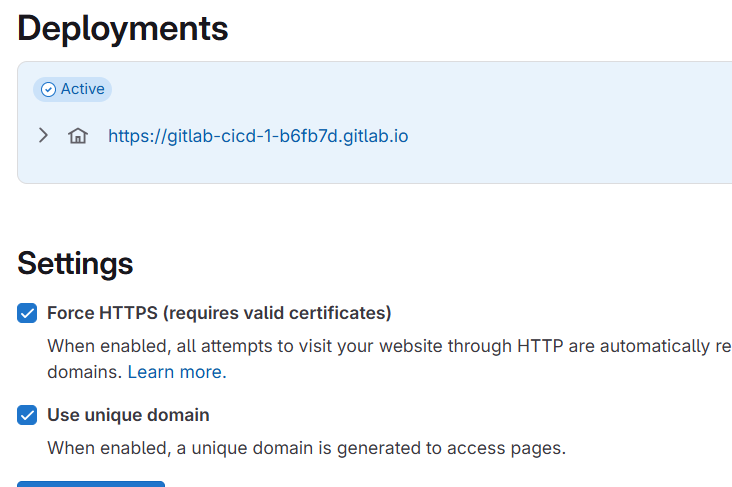 Deployments
Active
https://gitlab-cicd-1-b6fb7d.gitlab.io
Settings
Force HTTPS (requires valid certificates)
When enabled, all attempts to visit your website through HTTP are automatically re
domains. Learn more.
Use unique domain
When enabled, a unique domain is generated to access pages.